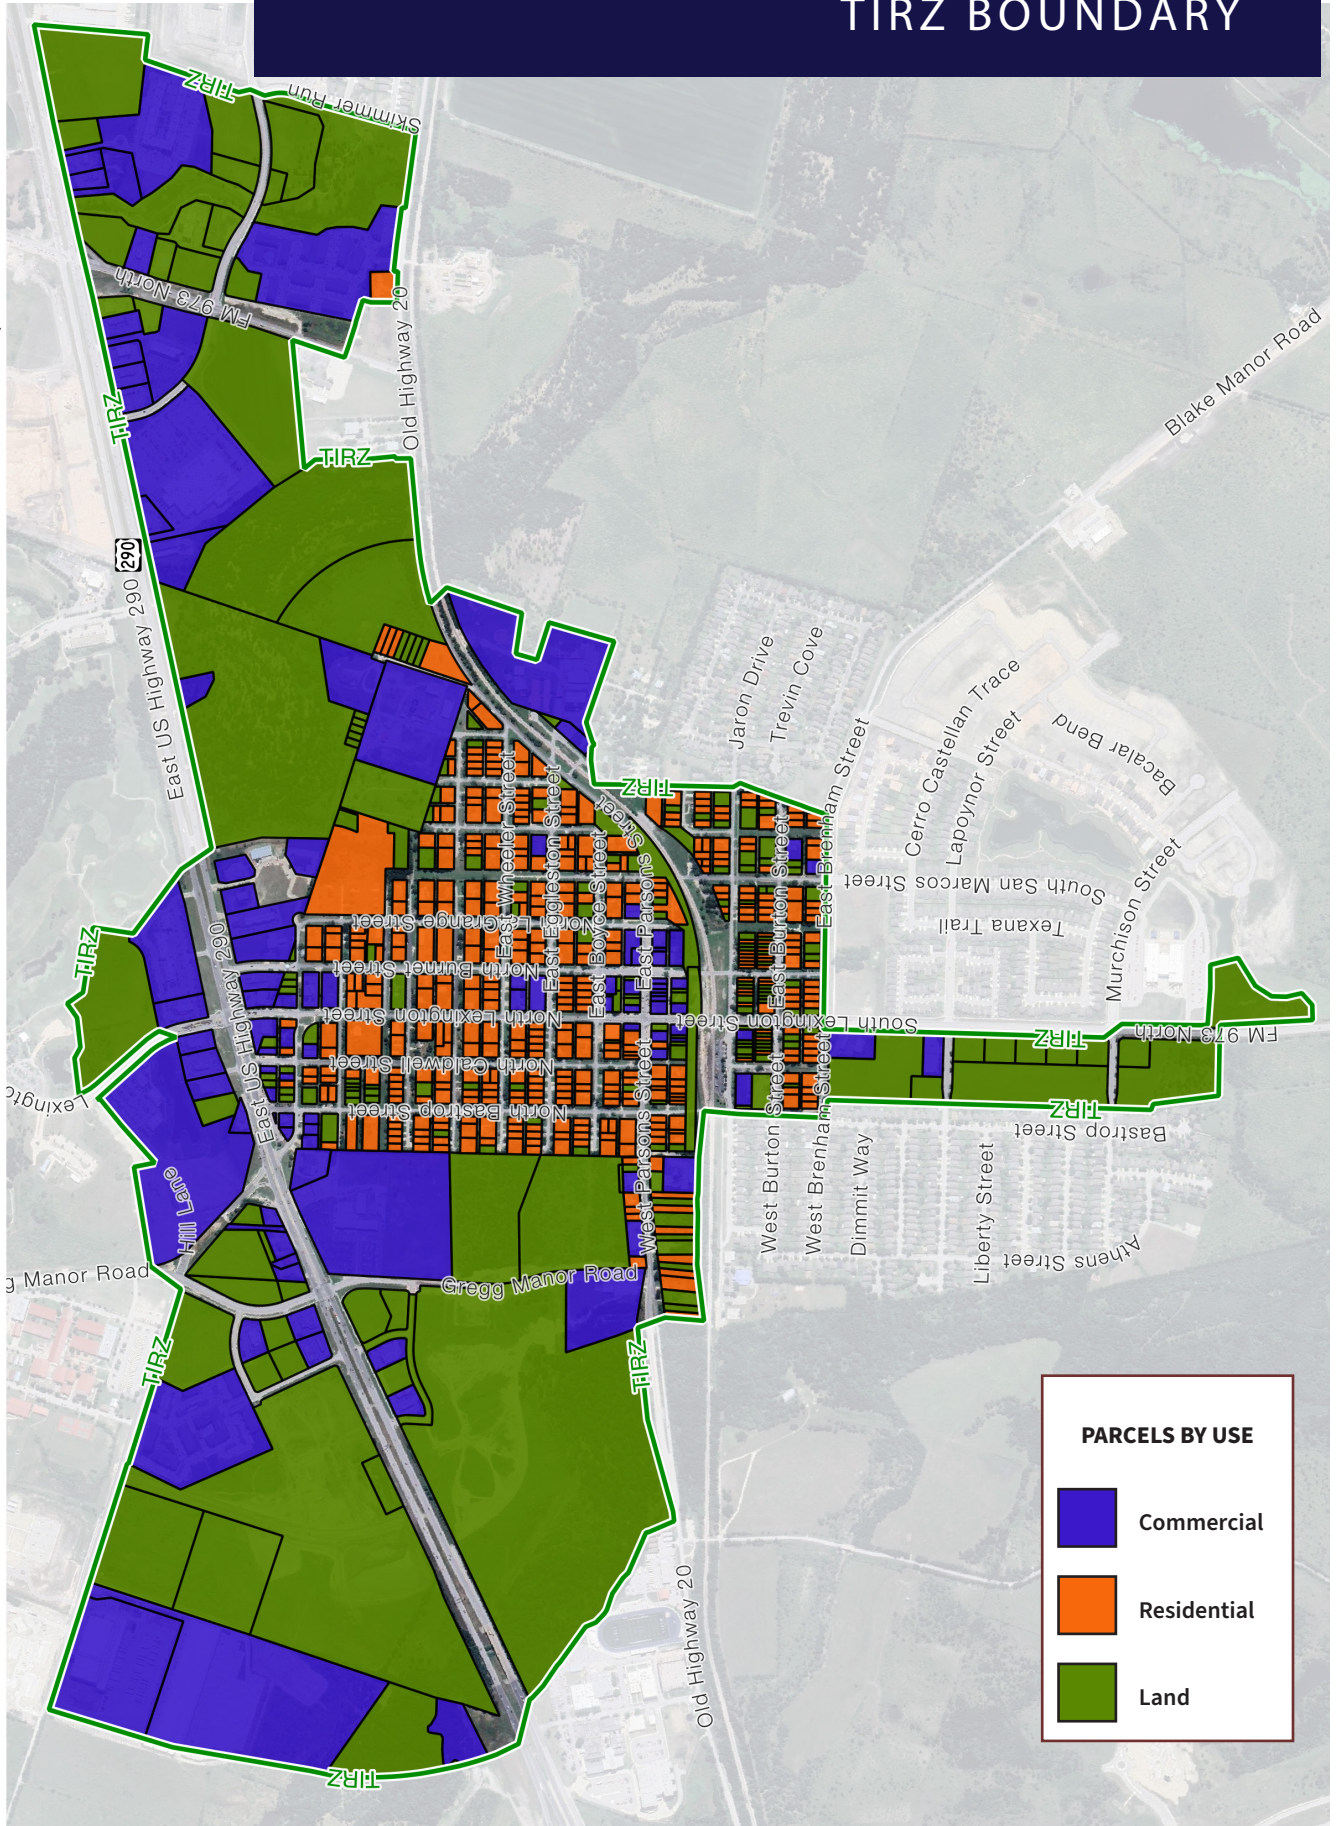 TIRZ BOUNDARY
TIRZ
Skimmer Run
FM 973 North
Old Highway 20
Blake Manor Road
TIRZ
TIRZ
290
East US Highway 290
Jaron Drive
Trevin Cove
Cerro Castellan Trace
Lapoynor Street
Bacalar Bend
TIRZ
East Brenham Street
East Wheeler Street
East Eggleston Street
East Boyce Street
East Parsons Street
East Burton Street
South San Marcos Street
Murchison Street
Texana Trail
TIRZ
North LaGrange Street
North Burnet Street
East US Highway 290
North Lexington Street
South Lexington Street
TIRZ
FM 973 North
North Caldwell Street
Lexingto
North Bastrop Street
TIRZ
Bastrop Street
East US Highway 290
Hill Lane
West Parsons Street
West Burton Street
West Brenham Street
Dimmit Way
Liberty Street
Athens Street
g Manor Road
Gregg Manor Road
TIRZ
TIRZ
PARCELS BY USE
Commercial
Residential
Land
Old Highway 20
TIRZ